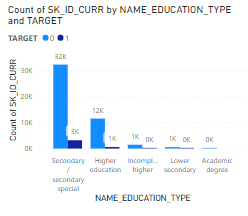 Count of SK_ID_CURR by NAME_EDUCATION_TYPE
and TARGET
TARGET 0 1
Count of SK_ID_CURR
30K
20K
10K
0K
32K
3K
12K
1K
1K
0K
1K
0K
0K
Secondary / secondary special
Higher education
Incompl... higher
Lower secondary
Academic degree
NAME_EDUCATION_TYPE